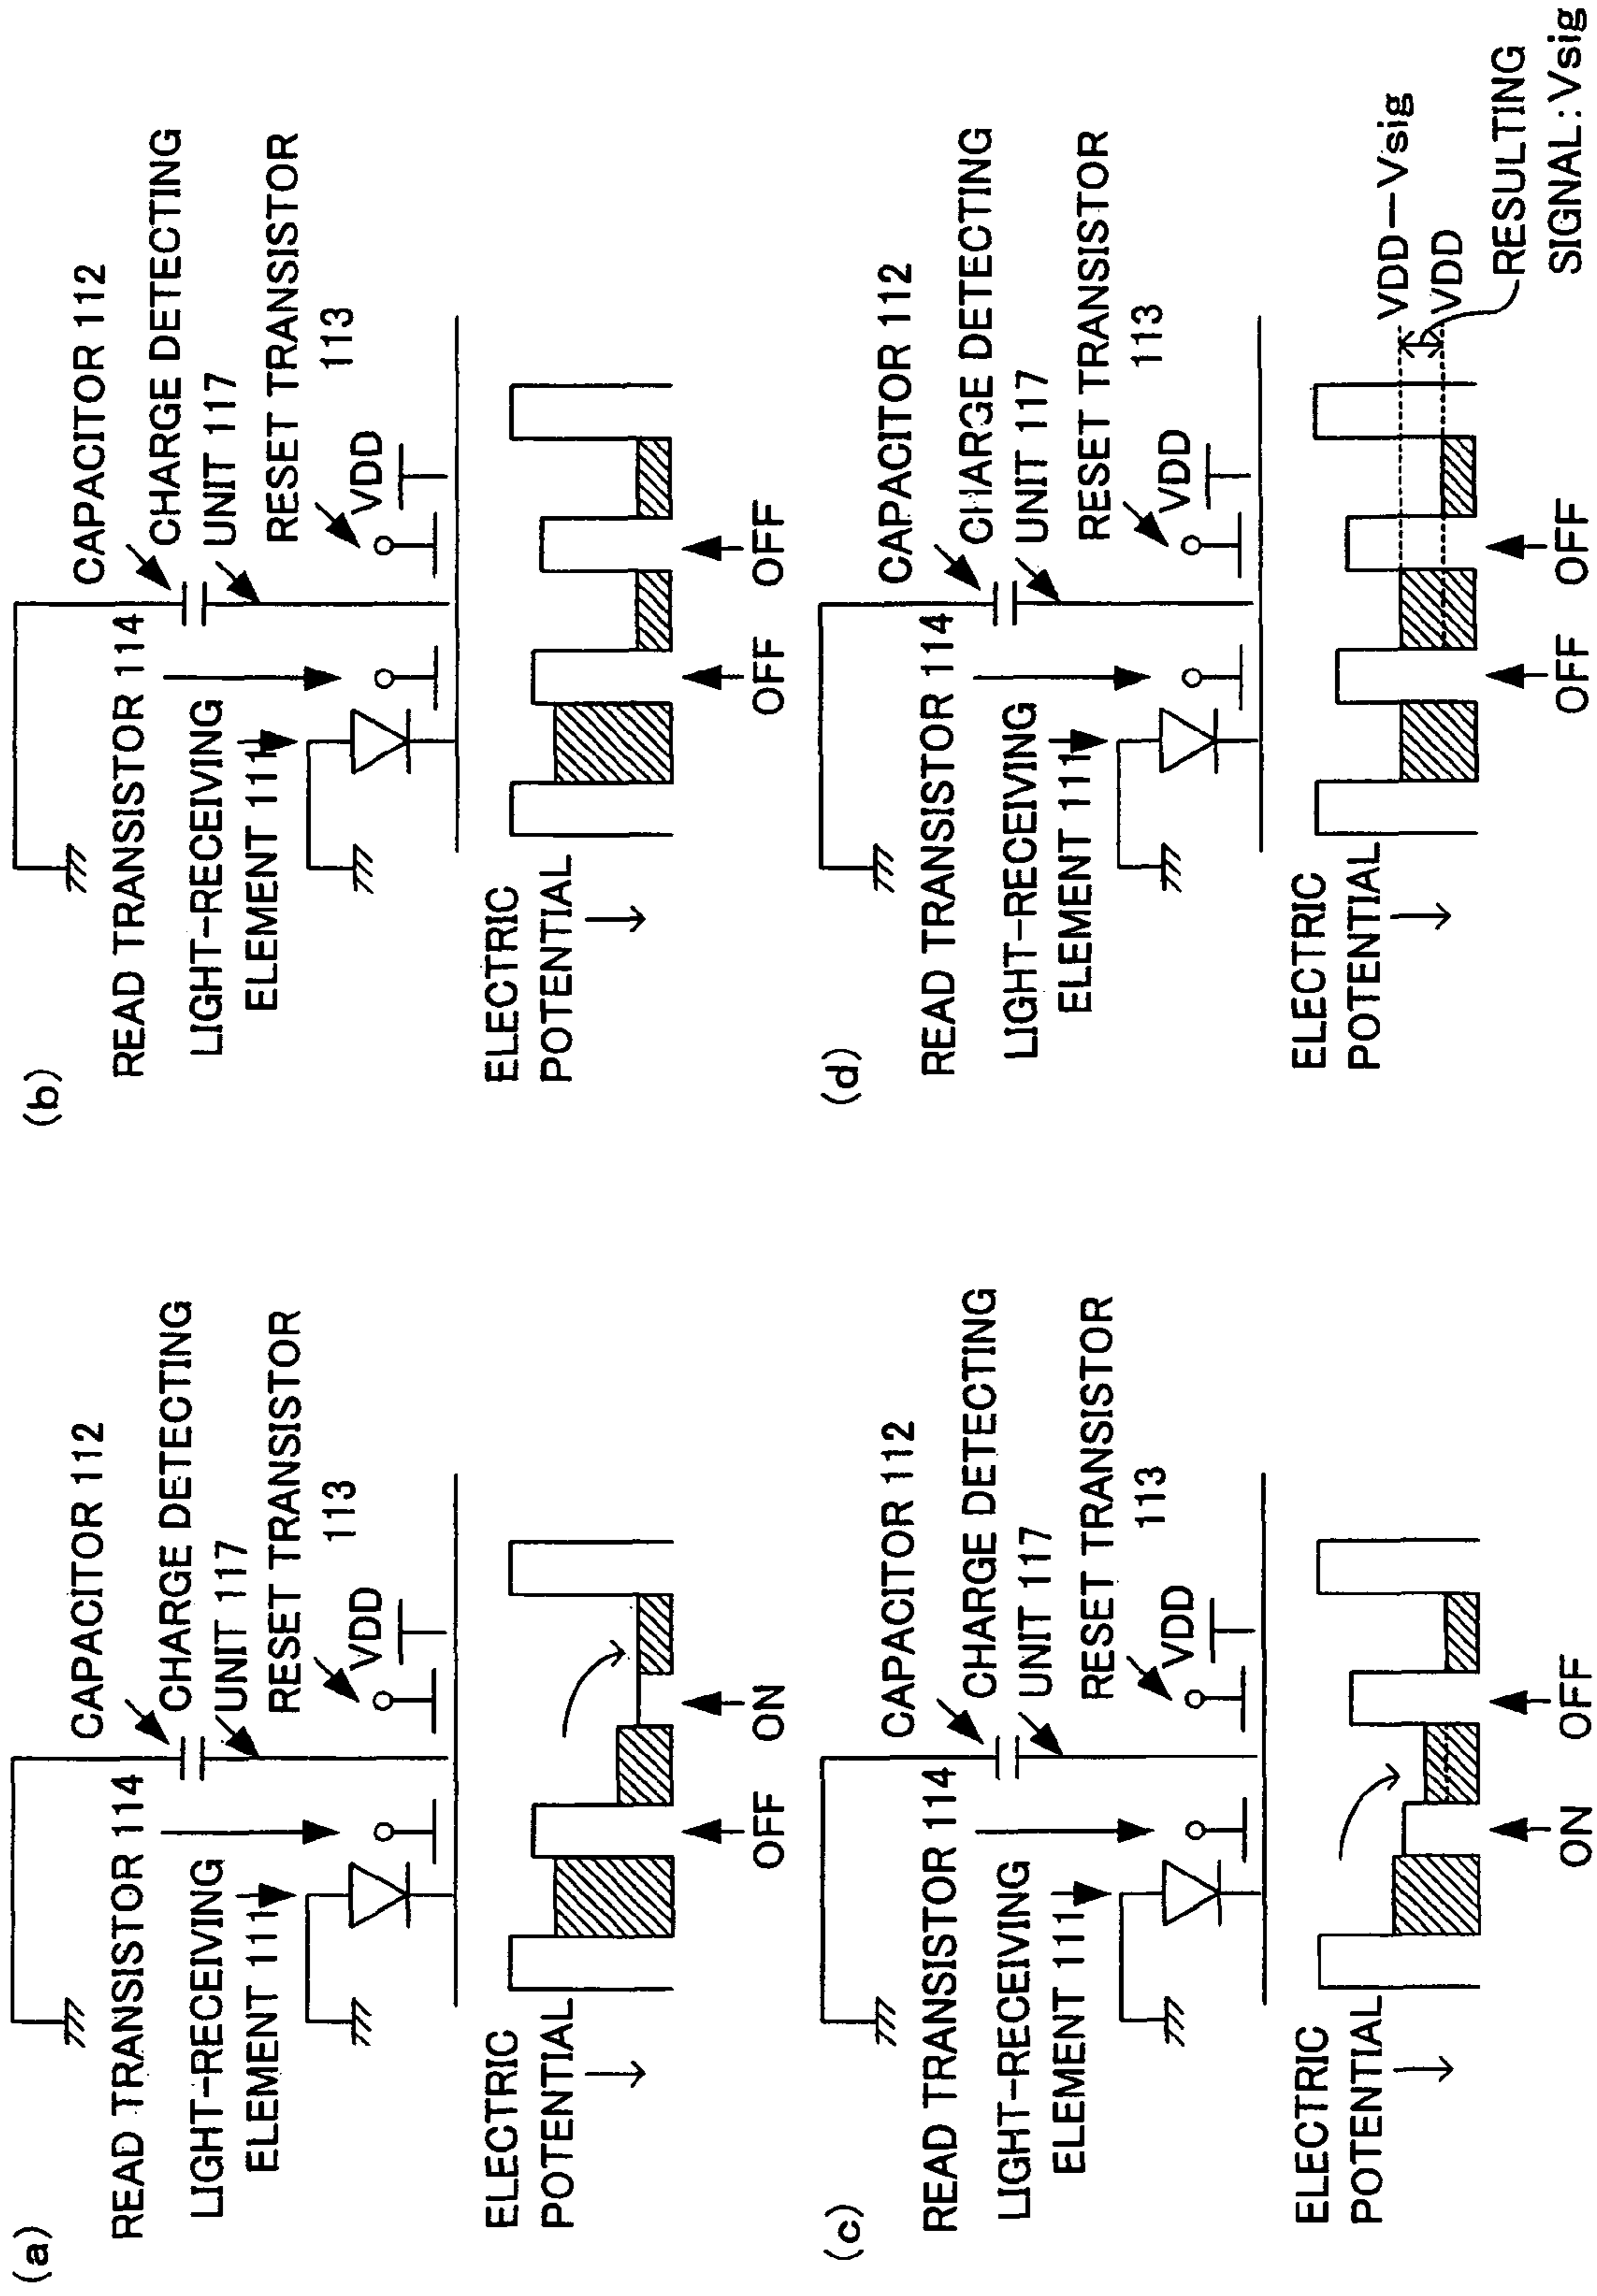 (a)
CAPACITOR 112
READ TRANSISTOR 114
CHARGE DETECTING
UNIT 117
LIGHT-RECEIVING
ELEMENT 111
RESET TRANSISTOR
113
VDD
ELECTRIC
POTENTIAL
OFF
ON
(b)
CAPACITOR 112
READ TRANSISTOR 114
CHARGE DETECTING
UNIT 117
LIGHT-RECEIVING
ELEMENT 111
RESET TRANSISTOR
113
VDD
ELECTRIC
POTENTIAL
OFF
OFF
(c)
CAPACITOR 112
READ TRANSISTOR 114
CHARGE DETECTING
UNIT 117
LIGHT-RECEIVING
ELEMENT 111
RESET TRANSISTOR
113
VDD
ELECTRIC
POTENTIAL
ON
OFF
(d)
CAPACITOR 112
READ TRANSISTOR 114
CHARGE DETECTING
UNIT 117
LIGHT-RECEIVING
ELEMENT 111
RESET TRANSISTOR
113
VDD
ELECTRIC
POTENTIAL
VDD—Vsig
VDD
RESULTING
SIGNAL:Vsig
OFF
OFF